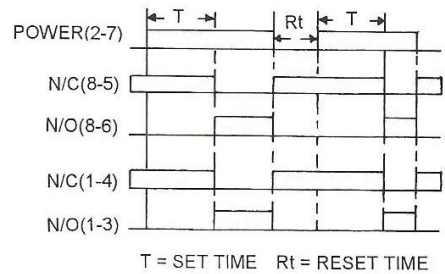 T Rt T
POWER(2-7)
N/C(8-5)
N/O(8-6)
N/C(1-4)
N/O(1-3)
T = SET TIME Rt = RESET TIME